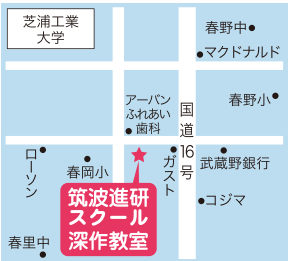 芝浦工業
大学
春野中
マクドナルド
アーバン
ふれあい
歯科
国道16号
春野小
ローソン
春岡小
ガスト
武蔵野銀行
コジマ
筑波進研
スクール
深作教室
春里中